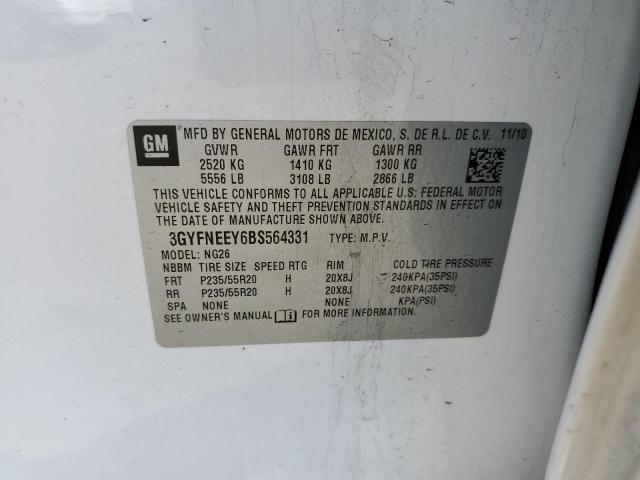 GM
MFD BY GENERAL MOTORS DE MEXICO, S. DE R.L. DE C.V. 11/10
GVWR GAWR FRT GAWR RR
2520 KG 1410 KG 1300 KG
5556 LB 3108 LB 2866 LB
THIS VEHICLE CONFORMS TO ALL APPLICABLE U.S. FEDERAL MOTOR
VEHICLE SAFETY AND THEFT PREVENTION STANDARDS IN EFFECT ON
THE DATE OF MANUFACTURE SHOWN ABOVE.
3GYFNEEY6BS564331 TYPE: M.P.V.
MODEL: NG26
NBBM TIRE SIZE SPEED RTG RIM COLD TIRE PRESSURE
FRT P235/55R20 H 20X8J 240KPA(35PSI)
RR P235/55R20 H 20X8J 240KPA(35PSI)
SPA NONE NONE KPA(PSI)
SEE OWNER'S MANUAL FOR MORE INFORMATION.